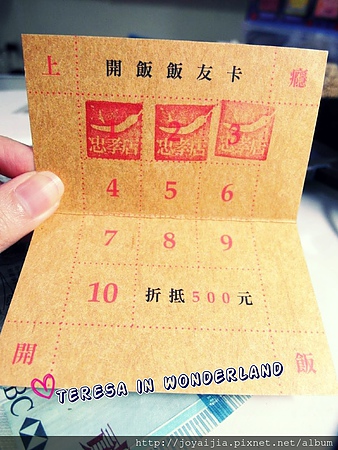 上 開飯飯友卡 癮
1 2 3
忠孝店 忠孝店 忠孝店
4 5 6
7 8 9
10 折抵500元
開 飯
TERESA IN WONDERLAND
BC
http://joyaijia.pixnet.net/album